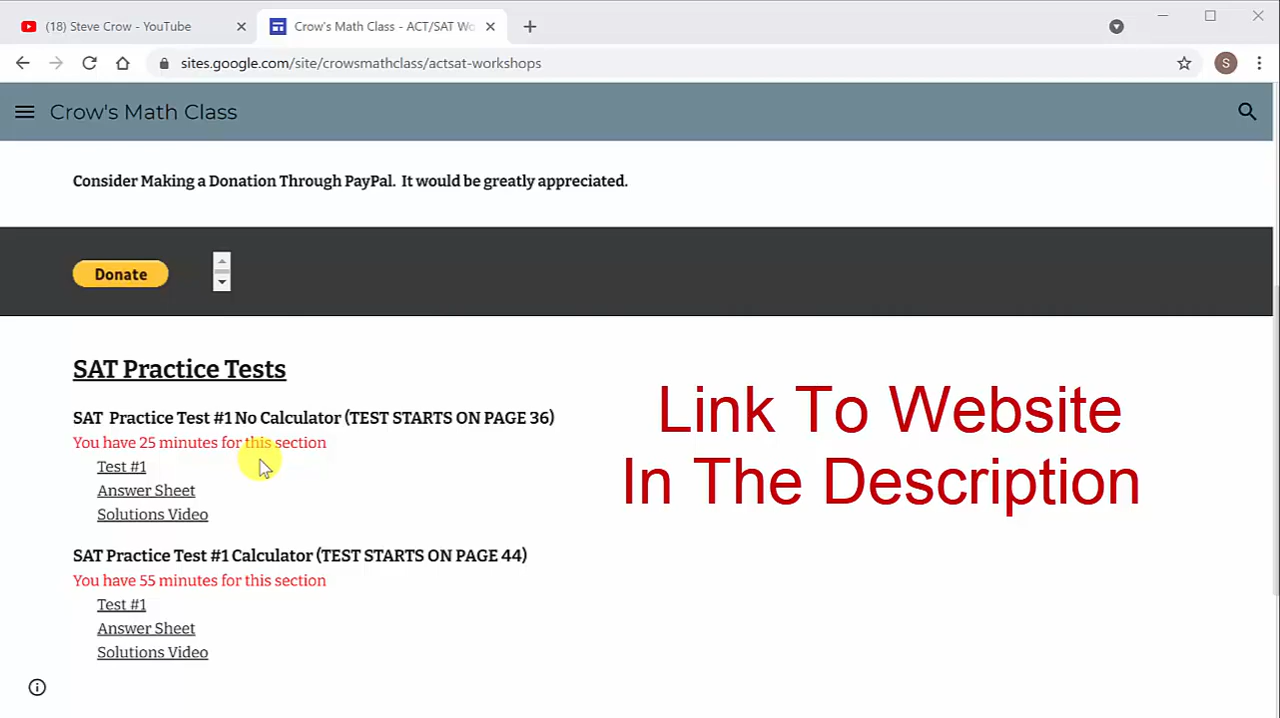 (18) Steve Crow - YouTube
Crow's Math Class - ACT/SAT Wo
sites.google.com/site/crowsmathclass/actsat-workshops
S
Crow's Math Class
Consider Making a Donation Through PayPal. It would be greatly appreciated.
Donate
SAT Practice Tests
SAT Practice Test #1 No Calculator (TEST STARTS ON PAGE 36)
You have 25 minutes for this section
Test #1
Answer Sheet
Solutions Video
SAT Practice Test #1 Calculator (TEST STARTS ON PAGE 44)
You have 55 minutes for this section
Test #1
Answer Sheet
Solutions Video
Link To Website
In The Description